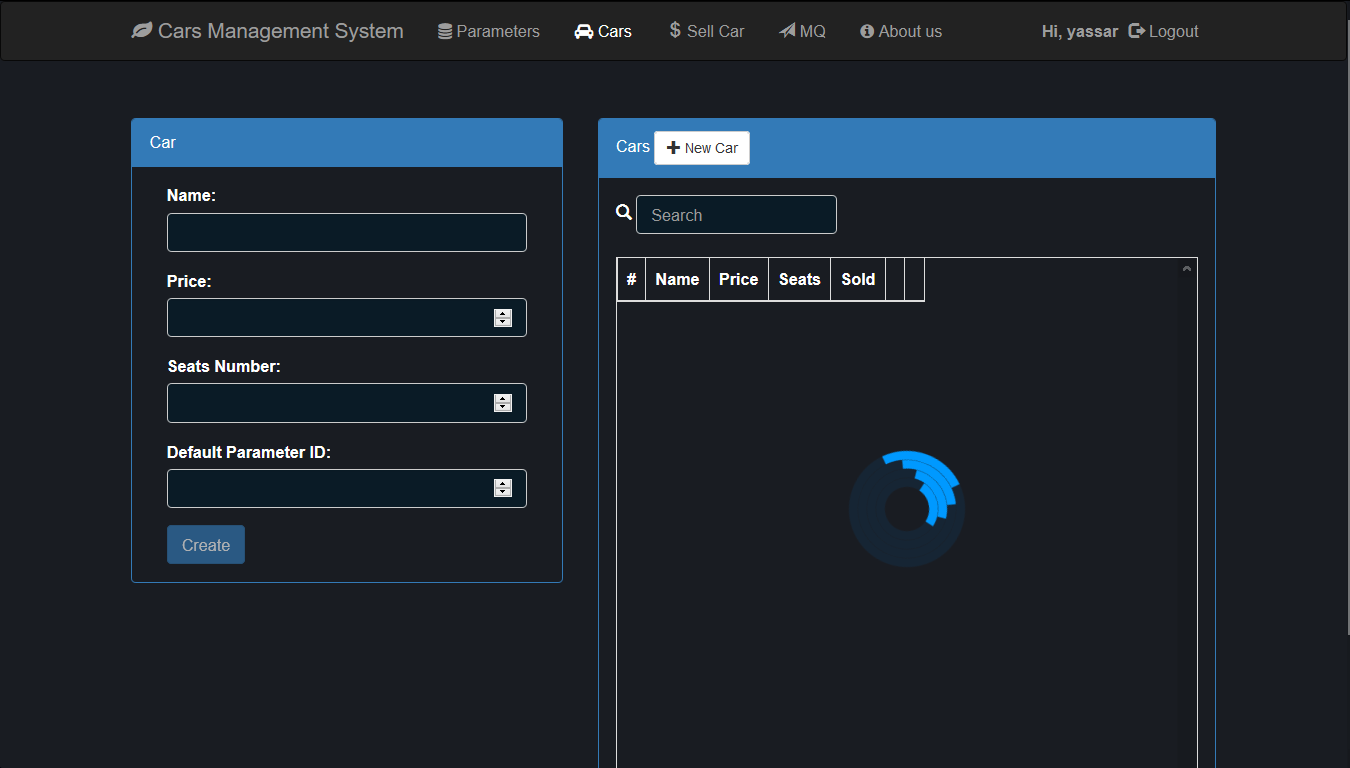 Cars Management System Parameters Cars $ Sell Car MQ About us Hi, yassar Logout
Car
Name:
Price:
Seats Number:
Default Parameter ID:
Create
Cars New Car
Search
# Name Price Seats Sold